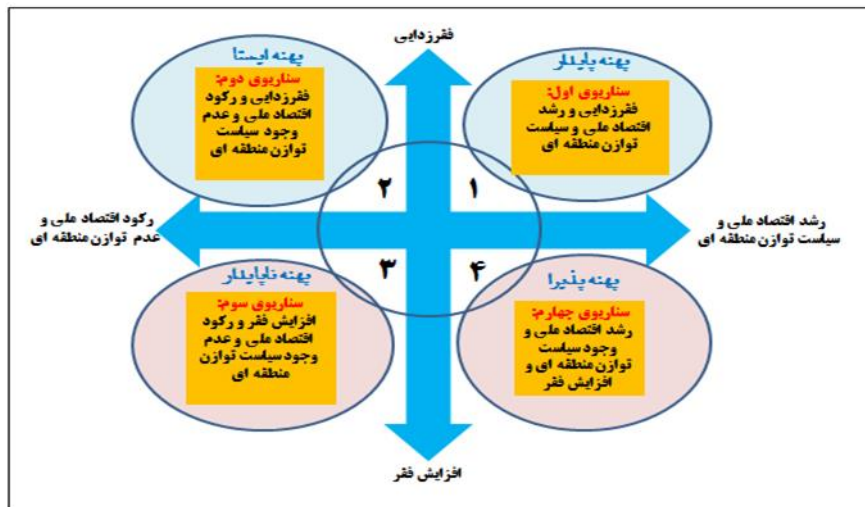 فقرزدایی
پهنه پایدار
سناریوی اول:
فقرزدایی و رشد
اقتصاد ملی و سیاست
توازن منطقه ای
پهنه ایستا
سناریوی دوم:
فقرزدایی و رکود
اقتصاد ملی و عدم
وجود سیاست
توازن منطقه ای
۱
۲
رشد اقتصاد ملی و
سیاست توازن منطقه ای
رکود اقتصاد ملی و
عدم توازن منطقه ای
۳
۴
پهنه ناپایدار
سناریوی سوم:
افزایش فقر و رکود
اقتصاد ملی و عدم
وجود سیاست توازن
منطقه ای
پهنه پذیرا
سناریوی چهارم:
رشد اقتصاد ملی و
وجود سیاست
توازن منطقه ای و
افزایش فقر
افزایش فقر